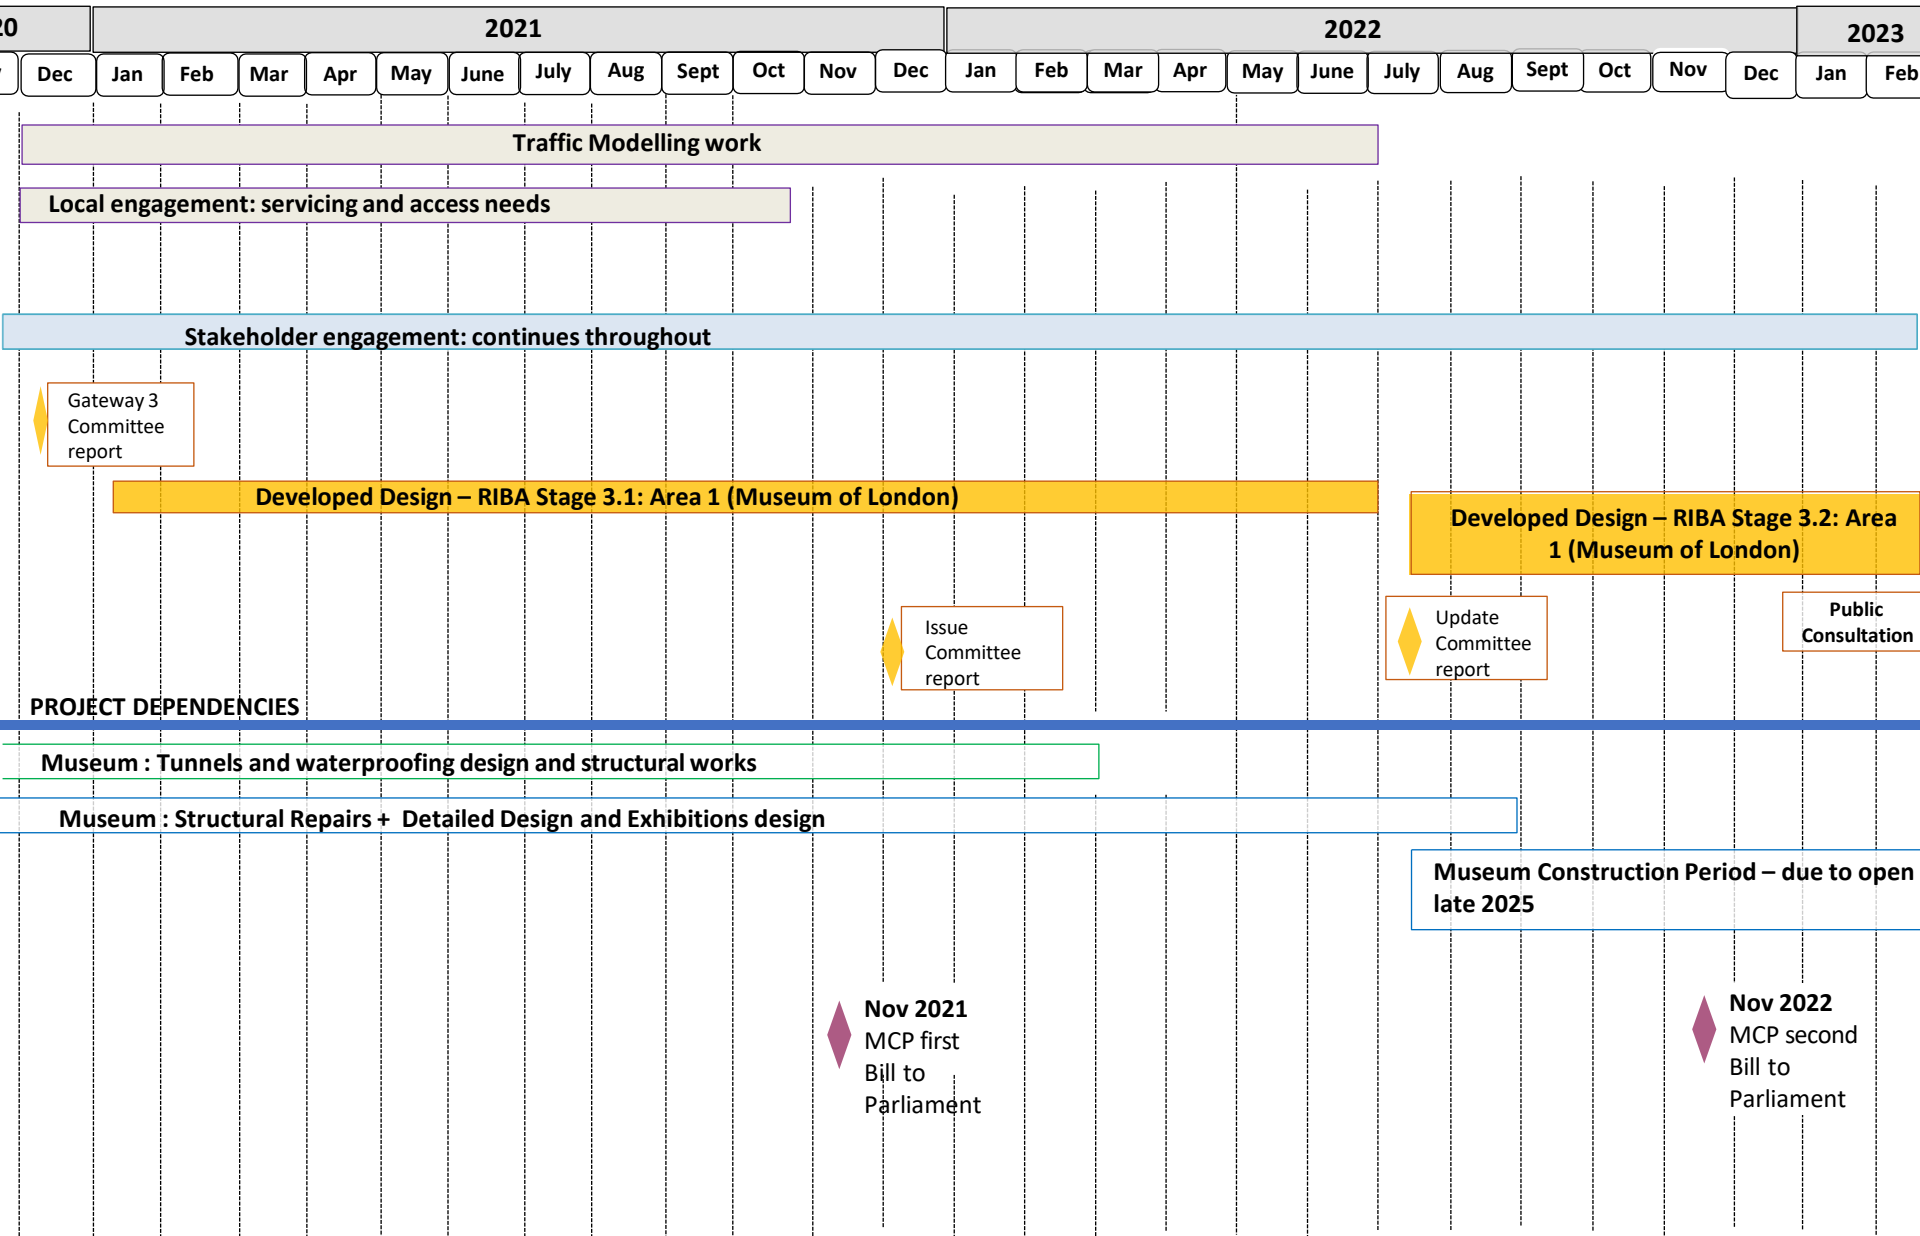 20
2021
2022
2023
Dec
Jan
Feb
Mar
Apr
May
June
July
Aug
Sept
Oct
Nov
Dec
Jan
Feb
Mar
Apr
May
June
July
Aug
Sept
Oct
Nov
Dec
Jan
Feb
Traffic Modelling work
Local engagement: servicing and access needs
Stakeholder engagement: continues throughout
Gateway 3
Committee
report
Developed Design – RIBA Stage 3.1: Area 1 (Museum of London)
Developed Design – RIBA Stage 3.2: Area
1 (Museum of London)
Issue
Committee
report
Update
Committee
report
Public
Consultation
PROJECT DEPENDENCIES
Museum : Tunnels and waterproofing design and structural works
Museum : Structural Repairs + Detailed Design and Exhibitions design
Museum Construction Period – due to open
late 2025
Nov 2021
MCP first
Bill to
Parliament
Nov 2022
MCP second
Bill to
Parliament